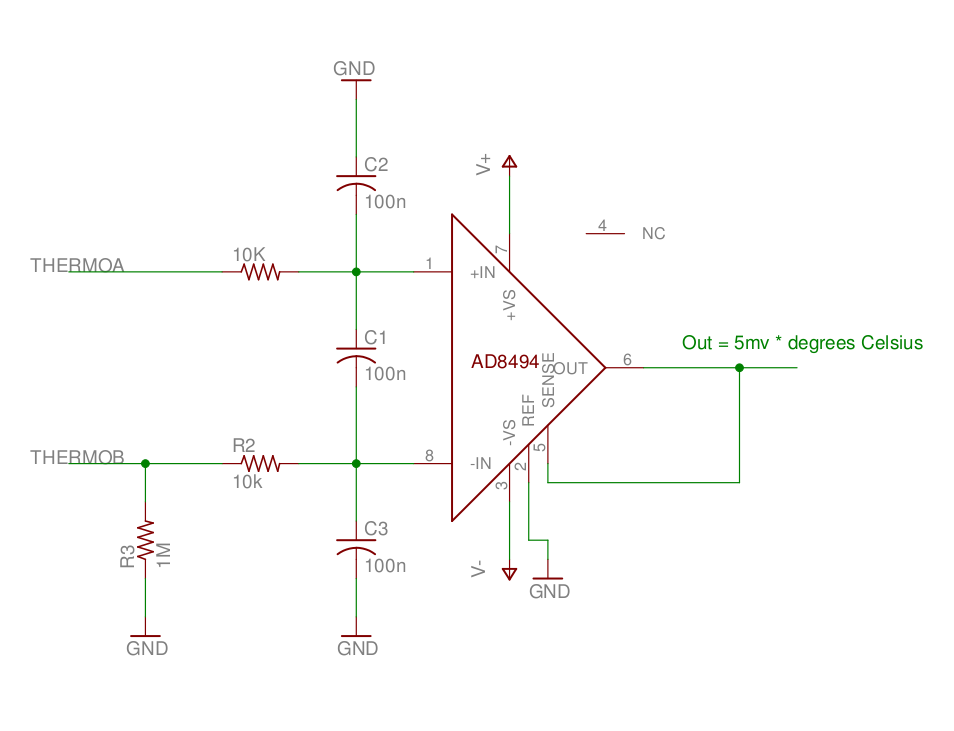 GND
C2
100n
V+
4
NC
7
10K
THERMOA
1
+IN
+VS
C1
100n
Out = 5mv * degrees Celsius
AD8494
SENSE
OUT
6
REF
-VS
5
R2
THERMOB
8
-IN
2
10k
3
C3
100n
R3
1M
V-
GND
GND
GND